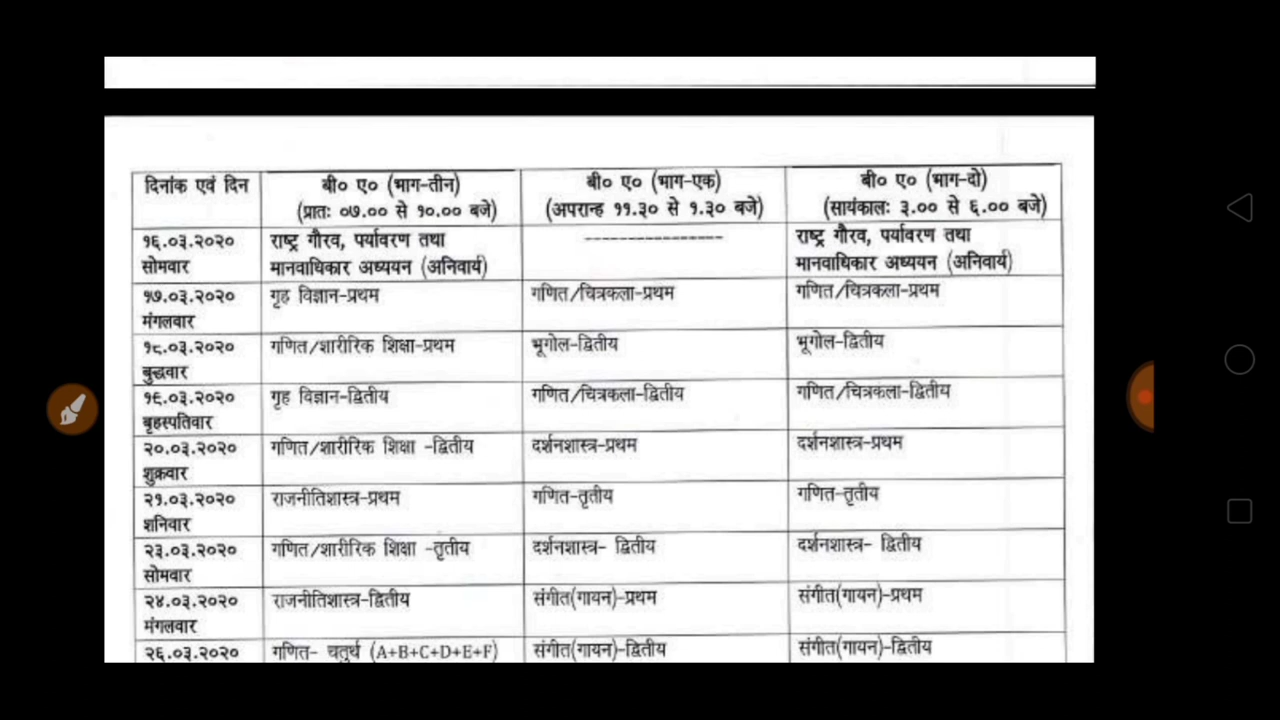 दिनांक एवं दिन
बी० ए० (भाग-तीन)
(प्रातः ०७.०० से १०.०० बजे)
बी० ए० (भाग-एक)
(अपरान्ह ११.३० से १.३० बजे)
बी० ए० (भाग-दो)
(सायंकालः ३.०० से ६.०० बजे)
१६.०३.२०२०
सोमवार
राष्ट्र गौरव, पर्यावरण तथा
मानवाधिकार अध्ययन (अनिवार्य)
----------------
राष्ट्र गौरव, पर्यावरण तथा
मानवाधिकार अध्ययन (अनिवार्य)
१७.०३.२०२०
मंगलवार
गृह विज्ञान-प्रथम
गणित/चित्रकला-प्रथम
गणित/चित्रकला-प्रथम
१८.०३.२०२०
बुद्धवार
गणित/शारीरिक शिक्षा-प्रथम
भूगोल-द्वितीय
भूगोल-द्वितीय
१९.०३.२०२०
बृहस्पतिवार
गृह विज्ञान-द्वितीय
गणित/चित्रकला-द्वितीय
गणित/चित्रकला-द्वितीय
२०.०३.२०२०
शुक्रवार
गणित/शारीरिक शिक्षा -द्वितीय
दर्शनशास्त्र-प्रथम
दर्शनशास्त्र-प्रथम
२१.०३.२०२०
शनिवार
राजनीतिशास्त्र-प्रथम
गणित-तृतीय
गणित-तृतीय
२३.०३.२०२०
सोमवार
गणित/शारीरिक शिक्षा -तृतीय
दर्शनशास्त्र- द्वितीय
दर्शनशास्त्र- द्वितीय
२४.०३.२०२०
मंगलवार
राजनीतिशास्त्र-द्वितीय
संगीत(गायन)-प्रथम
संगीत(गायन)-प्रथम
२६.०३.२०२०
गणित- चतुर्थ (A+B+C+D+E+F)
संगीत(गायन)-द्वितीय
संगीत(गायन)-द्वितीय